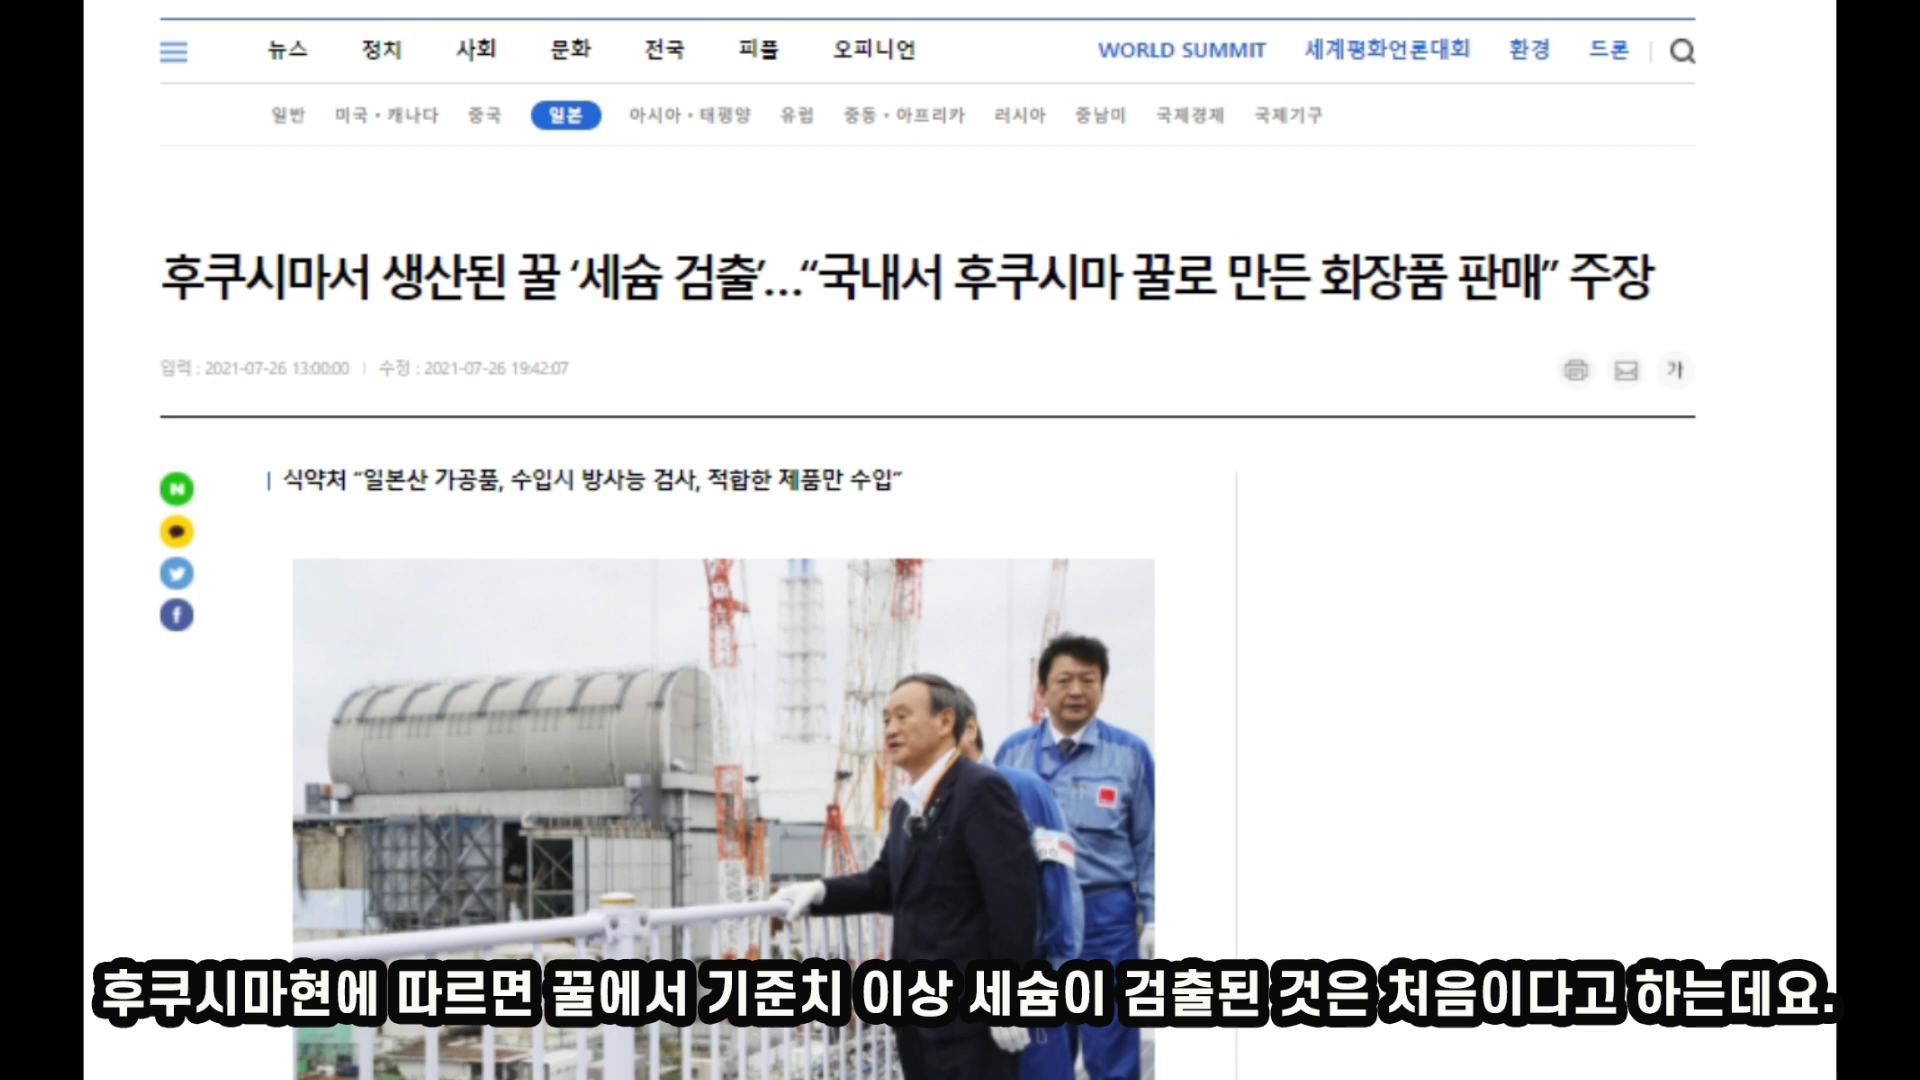 뉴스 정치 사회 문화 전국 피플 오피니언 WORLD SUMMIT 세계평화언론대회 환경 드론
일반 미국·캐나다 중국 일본 아시아·태평양 유럽 중동·아프리카 러시아 중남미 국제경제 국제기구
후쿠시마서 생산된 꿀 ‘세슘 검출’…“국내서 후쿠시마 꿀로 만든 화장품 판매” 주장
입력 : 2021-07-26 13:00:00 | 수정 : 2021-07-26 19:42:07
가
식약처 “일본산 가공품, 수입시 방사능 검사, 적합한 제품만 수입”
N
f
후쿠시마현에 따르면 꿀에서 기준치 이상 세슘이 검출된 것은 처음이다고 하는데요.